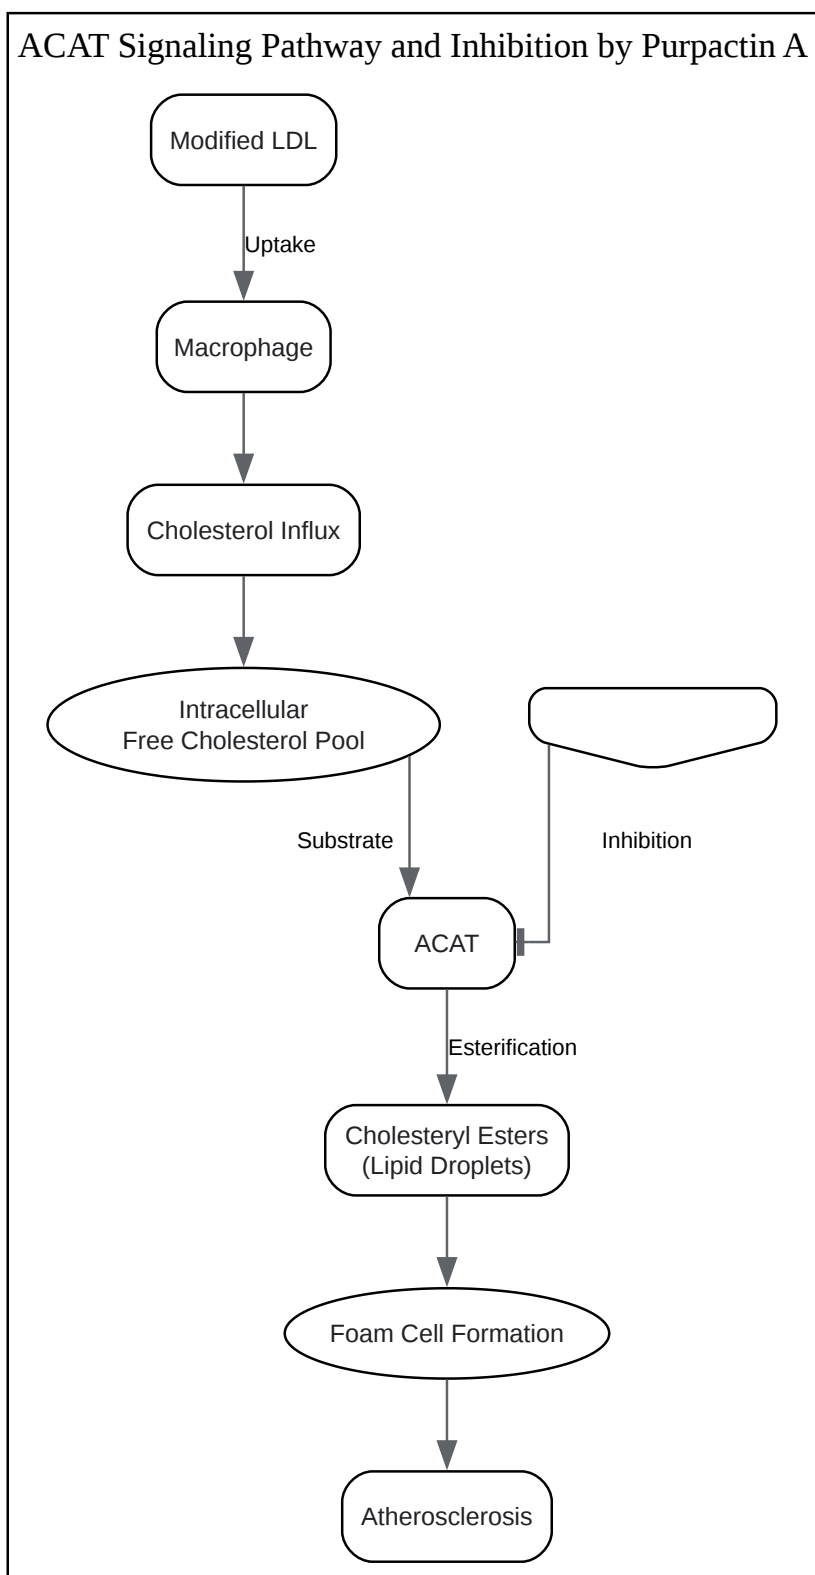 ACAT Signaling Pathway and Inhibition by Purpactin A
Modified LDL
Uptake
Macrophage
Cholesterol Influx
Intracellular
Free Cholesterol Pool
Substrate
Inhibition
ACAT
Esterification
Cholesteryl Esters
(Lipid Droplets)
Foam Cell Formation
Atherosclerosis